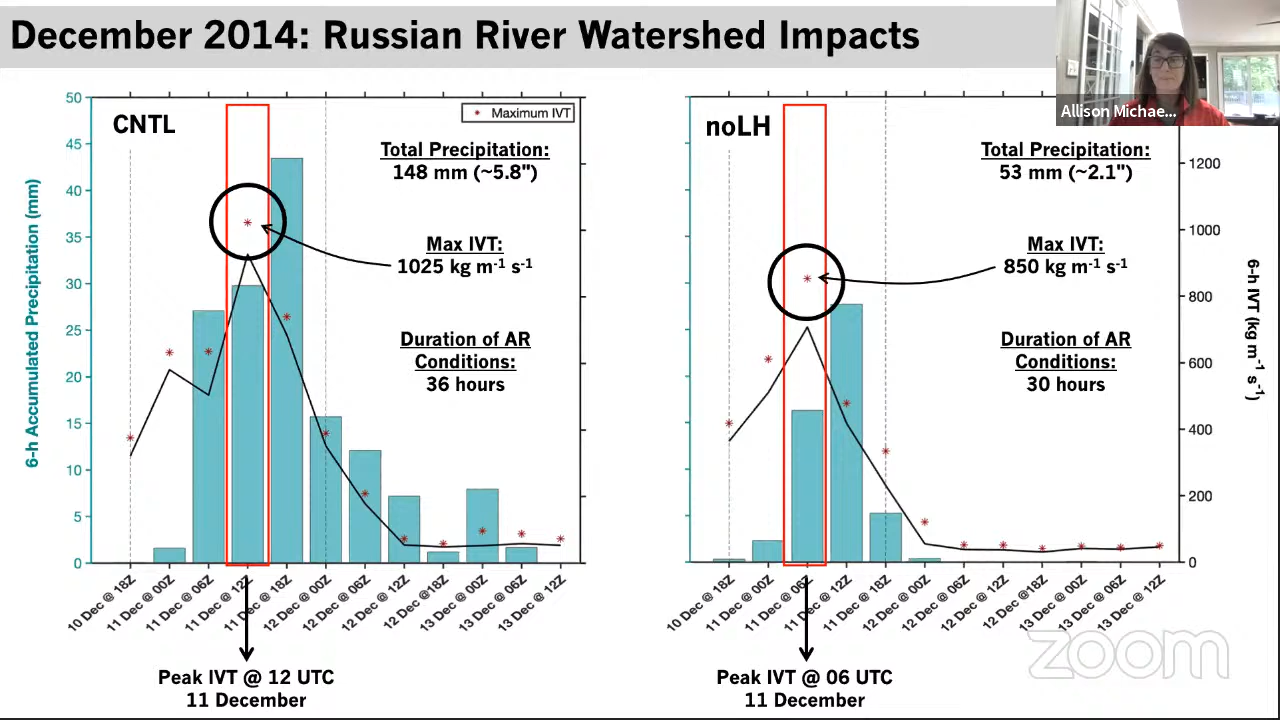 December 2014: Russian River Watershed Impacts
Allison Michae...
CNTL
* Maximum IVT
Total Precipitation:
148 mm (~5.8")
Max IVT:
1025 kg m-1 s-1
Duration of AR
Conditions:
36 hours
6-h Accumulated Precipitation (mm)
50
45
40
35
30
25
20
15
10
5
0
10 Dec @ 18Z
11 Dec @ 00Z
11 Dec @ 06Z
11 Dec @ 12Z
11 Dec @ 18Z
12 Dec @ 00Z
12 Dec @ 06Z
12 Dec @ 12Z
12 Dec @ 18Z
13 Dec @ 00Z
13 Dec @ 06Z
13 Dec @ 12Z
Peak IVT @ 12 UTC
11 December
noLH
Total Precipitation:
53 mm (~2.1")
Max IVT:
850 kg m-1 s-1
Duration of AR
Conditions:
30 hours
1200
1000
800
600
400
200
0
6-h IVT (kg m-1 s-1)
10 Dec @ 18Z
11 Dec @ 00Z
11 Dec @ 06Z
11 Dec @ 12Z
11 Dec @ 18Z
12 Dec @ 00Z
12 Dec @ 06Z
12 Dec @ 12Z
12 Dec @18Z
13 Dec @ 00Z
13 Dec @ 06Z
13 Dec @ 12Z
Peak IVT @ 06 UTC
11 December
zoom